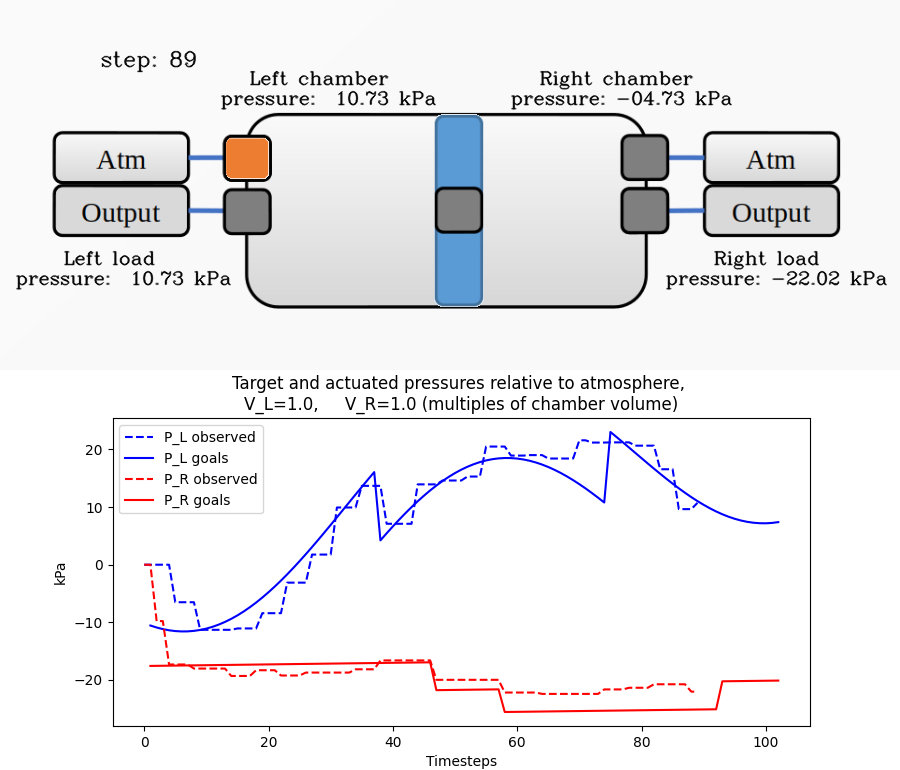 step: 89
Left chamber
pressure:  10.73 kPa
Right chamber
pressure: −04.73 kPa
Atm
Output
Atm
Output
Left load
pressure:  10.73 kPa
Right load
pressure: −22.02 kPa
Target and actuated pressures relative to atmosphere,
V_L=1.0,     V_R=1.0 (multiples of chamber volume)
P_L observed
P_L goals
P_R observed
P_R goals
kPa
20
10
0
−10
−20
0 20 40 60 80 100
Timesteps